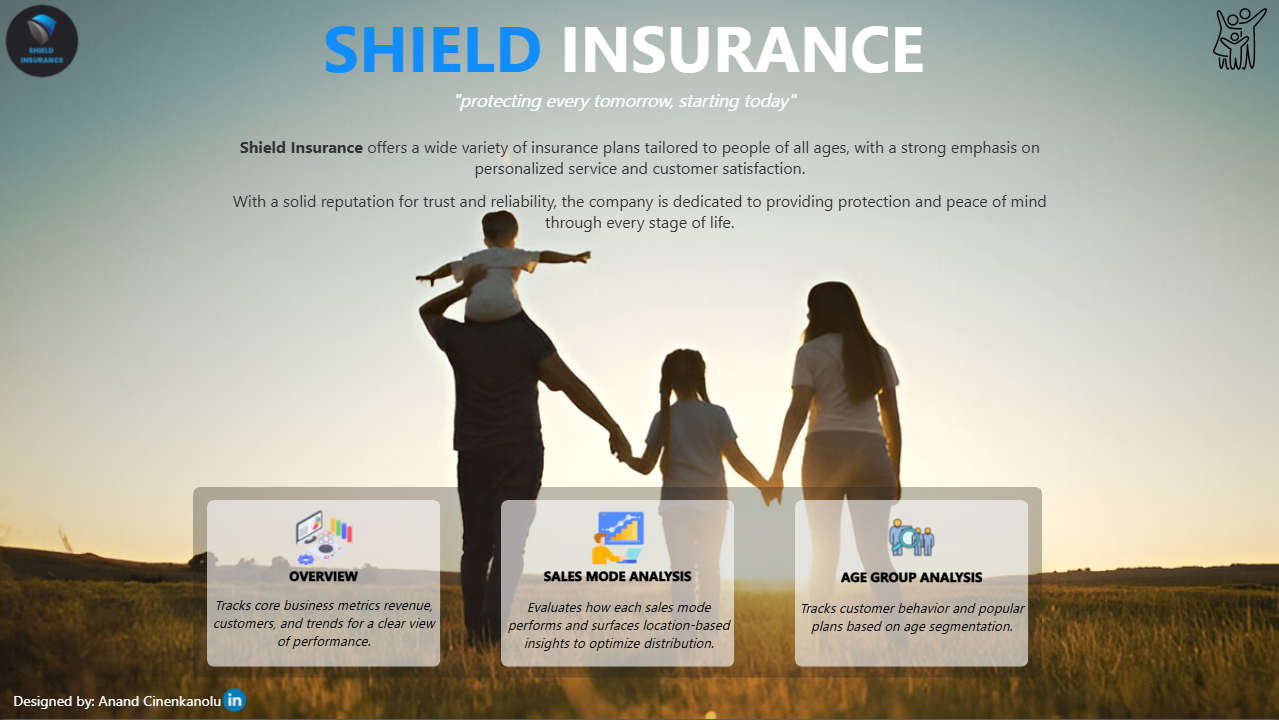 SHIELD
INSURANCE
SHIELD INSURANCE
"protecting every tomorrow, starting today"
Shield Insurance offers a wide variety of insurance plans tailored to people of all ages, with a strong emphasis on
personalized service and customer satisfaction.
With a solid reputation for trust and reliability, the company is dedicated to providing protection and peace of mind
through every stage of life.
OVERVIEW
Tracks core business metrics revenue,
customers, and trends for a clear view
of performance.
SALES MODE ANALYSIS
Evaluates how each sales mode
performs and surfaces location-based
insights to optimize distribution.
AGE GROUP ANALYSIS
Tracks customer behavior and popular
plans based on age segmentation.
Designed by: Anand Cinenkanolu in